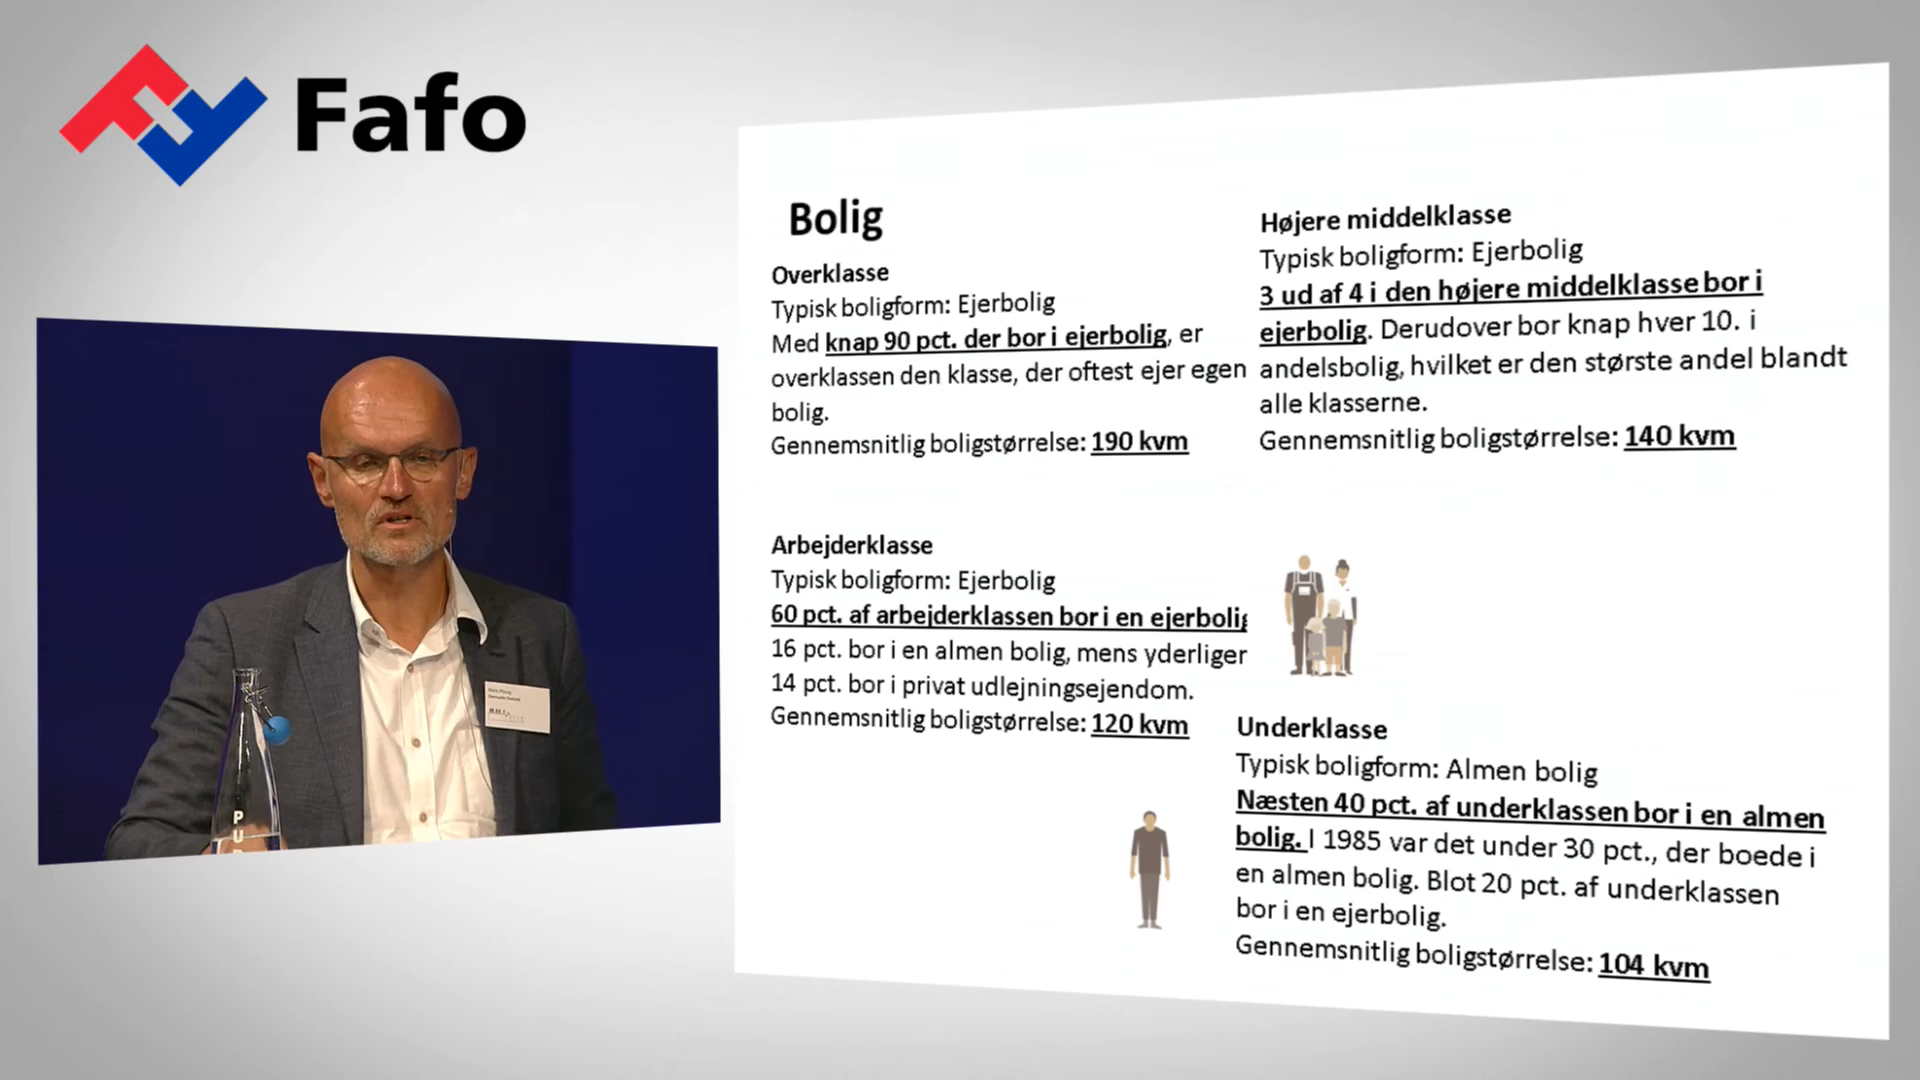 Fafo
Bolig
Overklasse
Typisk boligform: Ejerbolig
Med knap 90 pct. der bor i ejerbolig, er
overklassen den klasse, der oftest ejer egen
bolig.
Gennemsnitlig boligstørrelse: 190 kvm
Højere middelklasse
Typisk boligform: Ejerbolig
3 ud af 4 i den højere middelklasse bor i
ejerbolig. Derudover bor knap hver 10. i
andelsbolig, hvilket er den største andel blandt
alle klasserne.
Gennemsnitlig boligstørrelse: 140 kvm
Arbejderklasse
Typisk boligform: Ejerbolig
60 pct. af arbejderklassen bor i en ejerbolig
16 pct. bor i en almen bolig, mens yderliger
14 pct. bor i privat udlejningsejendom.
Gennemsnitlig boligstørrelse: 120 kvm
Underklasse
Typisk boligform: Almen bolig
Næsten 40 pct. af underklassen bor i en almen
bolig. I 1985 var det under 30 pct., der boede i
en almen bolig. Blot 20 pct. af underklassen
bor i en ejerbolig.
Gennemsnitlig boligstørrelse: 104 kvm